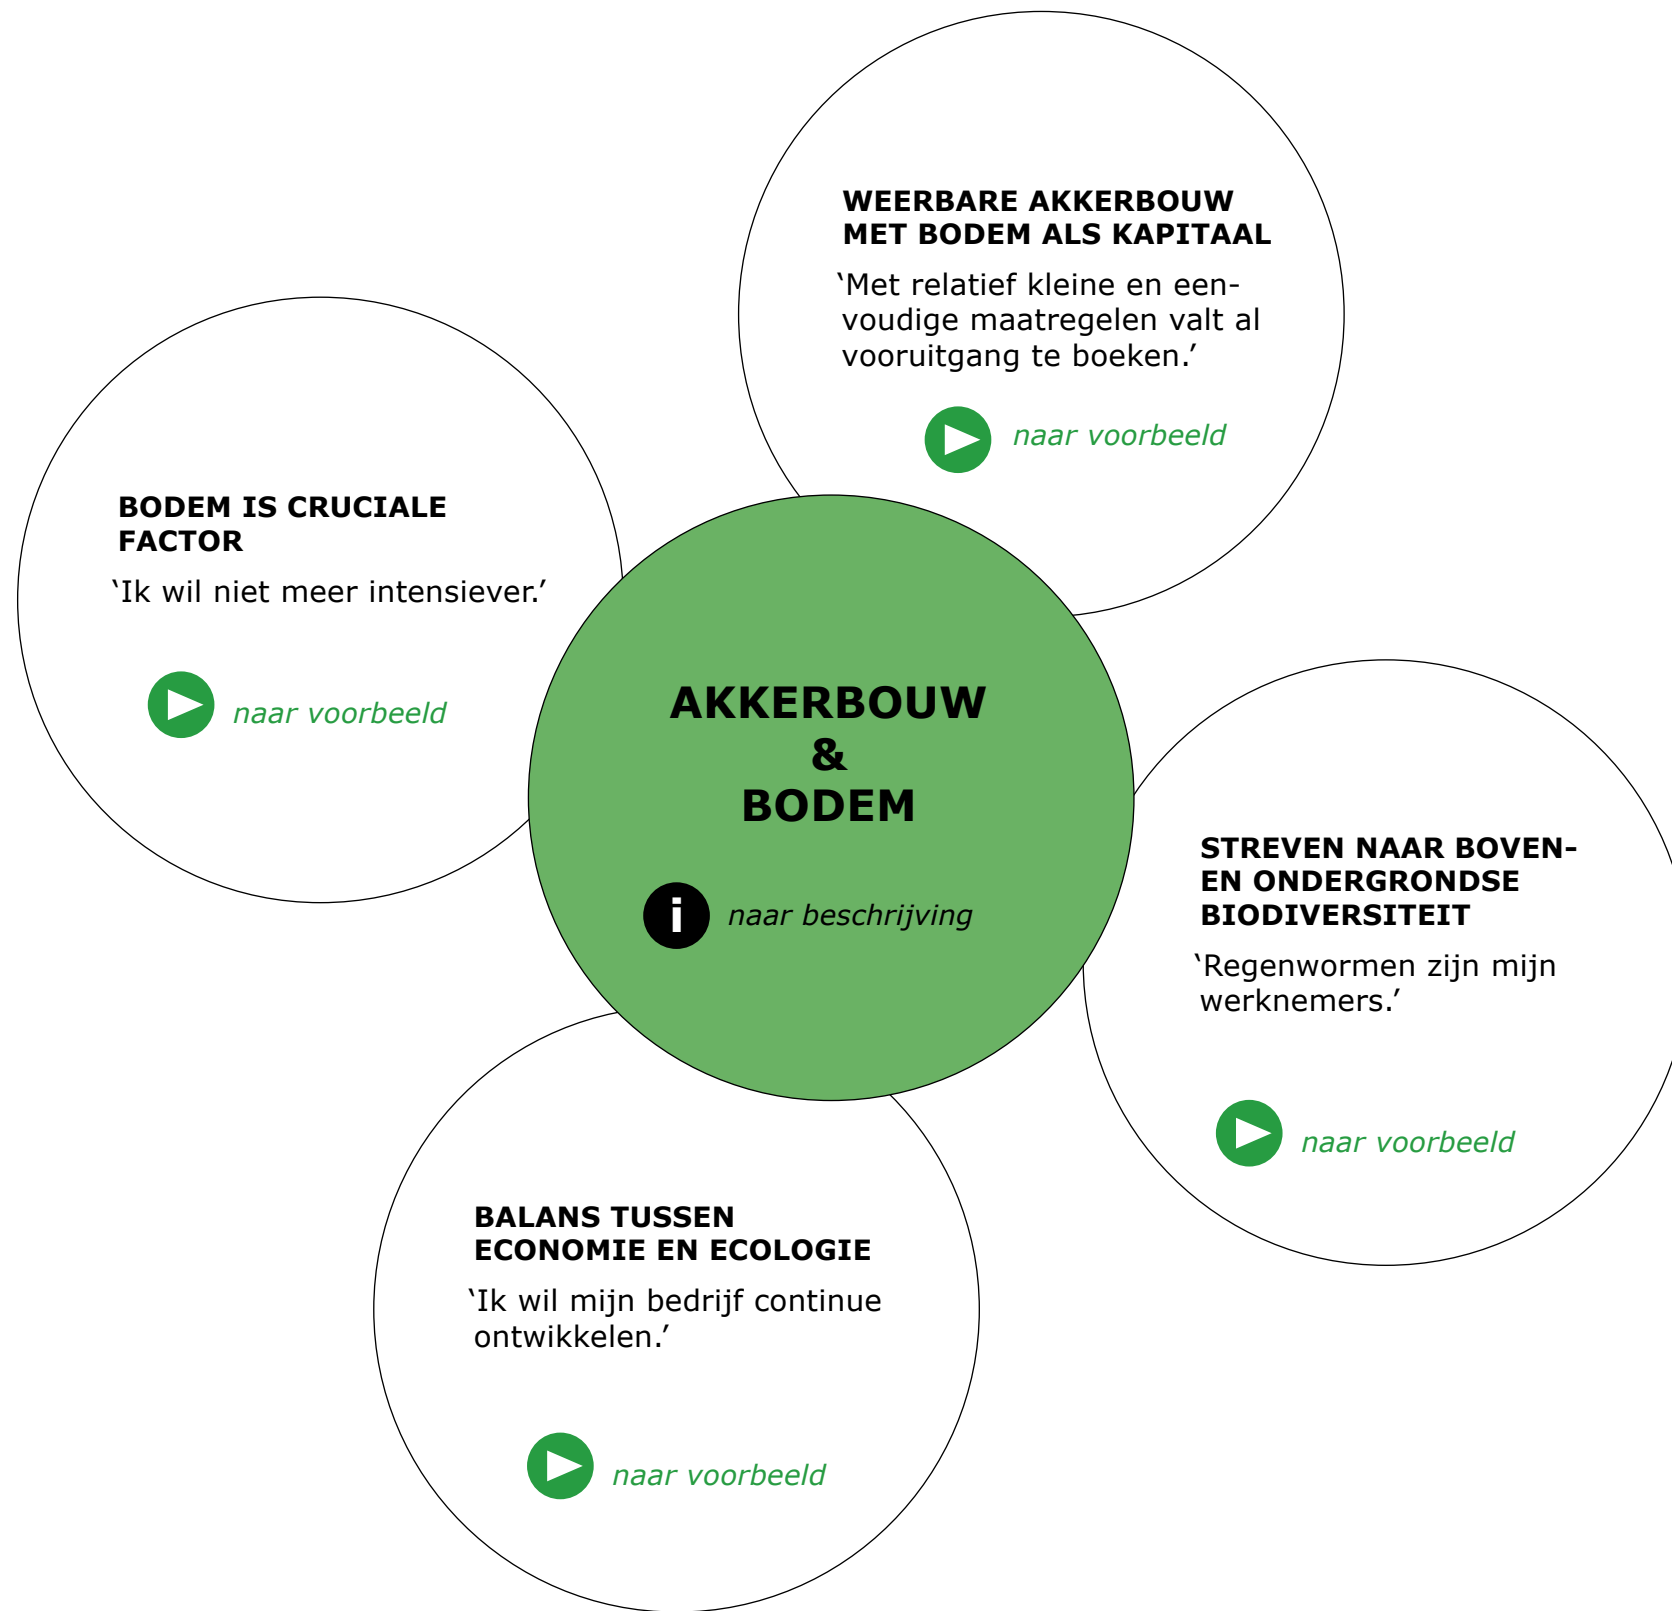 WEERBARE AKKERBOUW
MET BODEM ALS KAPITAAL
‘Met relatief kleine en een-
voudige maatregelen valt al
vooruitgang te boeken.’
naar voorbeeld
BODEM IS CRUCIALE
FACTOR
‘Ik wil niet meer intensiever.’
naar voorbeeld
AKKERBOUW
&
BODEM
i naar beschrijving
STREVEN NAAR BOVEN-
EN ONDERGRONDSE
BIODIVERSITEIT
‘Regenwormen zijn mijn
werknemers.’
naar voorbeeld
BALANS TUSSEN
ECONOMIE EN ECOLOGIE
‘Ik wil mijn bedrijf continue
ontwikkelen.’
naar voorbeeld